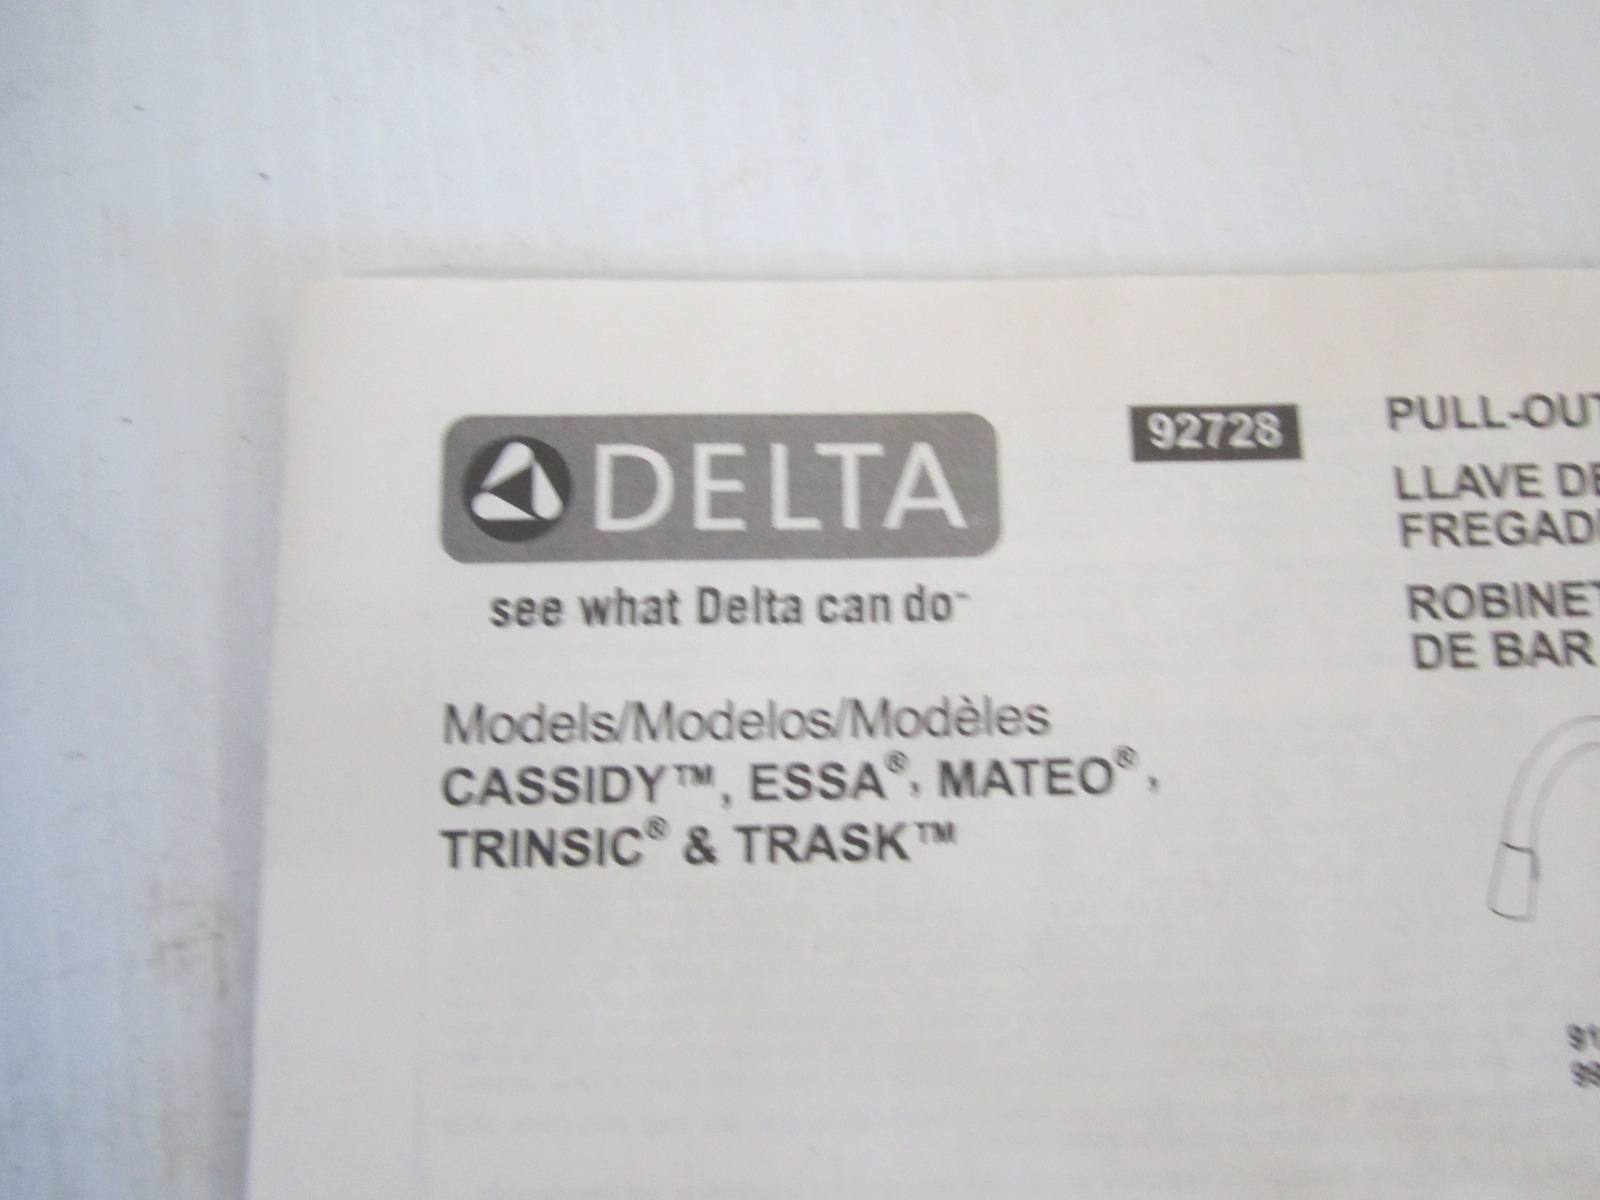 DELTA
see what Delta can do™
Models/Modelos/Modèles
CASSIDY™, ESSA®, MATEO®,
TRINSIC® & TRASK™
92728
PULL-OUT
LLAVE DE
FREGAD
ROBINET
DE BAR